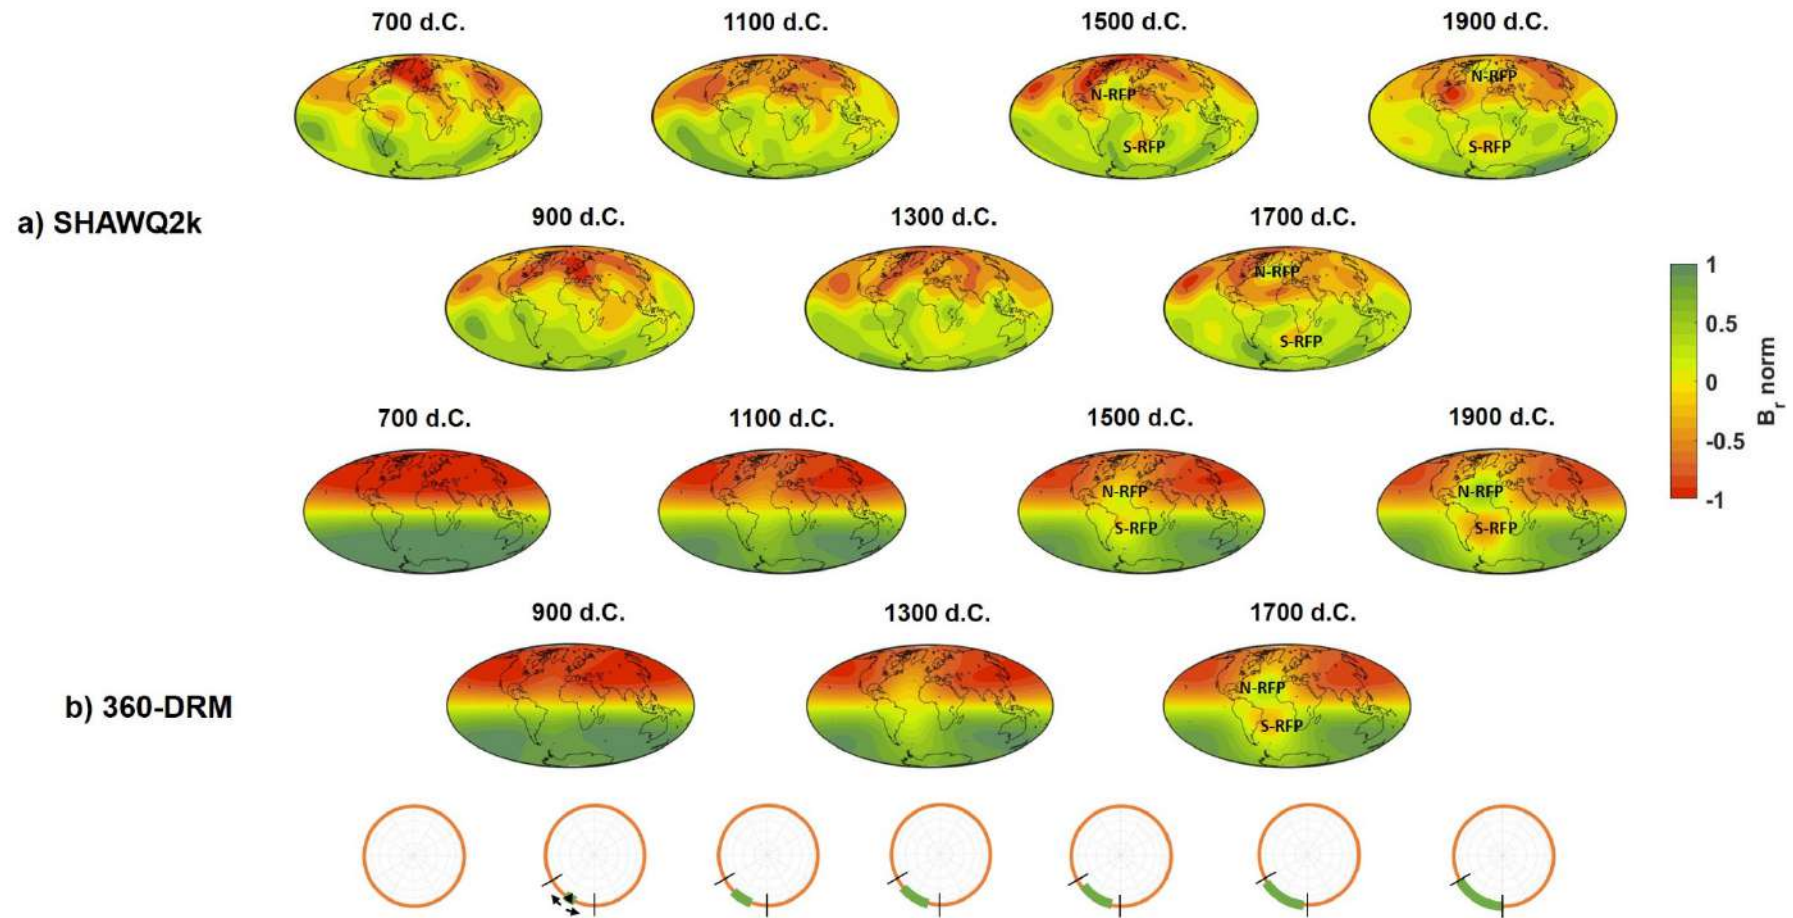 700 d.C.
1100 d.C.
1500 d.C.
1900 d.C.
N-RFP
N-RFP
S-RFP
S-RFP
a) SHAWQ2k
900 d.C.
1300 d.C.
1700 d.C.
N-RFP
S-RFP
1
0.5
0
-0.5
-1
Br norm
700 d.C.
1100 d.C.
1500 d.C.
1900 d.C.
N-RFP
N-RFP
S-RFP
S-RFP
b) 360-DRM
900 d.C.
1300 d.C.
1700 d.C.
N-RFP
S-RFP